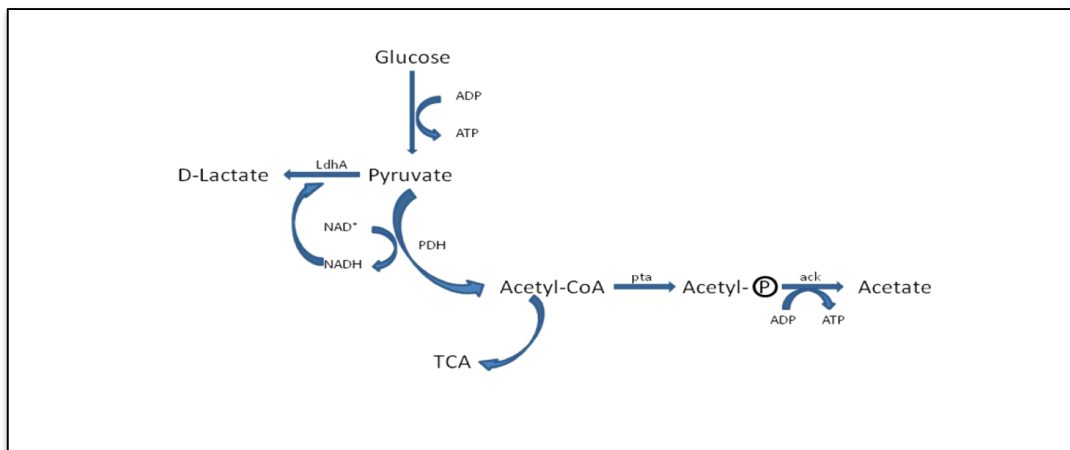 Glucose
ADP
ATP
LdhA
D-Lactate
Pyruvate
NAD⁺
PDH
NADH
Acetyl-CoA
pta
Acetyl- P
ack
Acetate
ADP
ATP
TCA